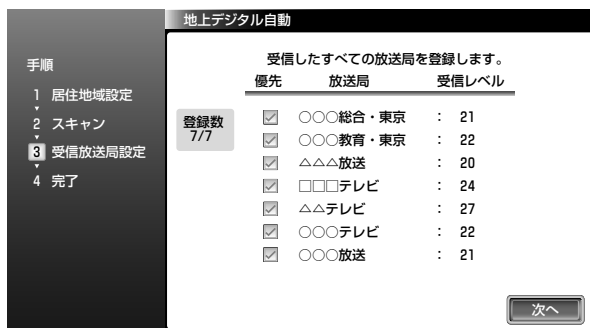 地上デジタル自動
手順
1 居住地域設定
2 スキャン
3 受信放送局設定
4 完了
受信したすべての放送局を登録します。
優先 放送局 受信レベル
登録数
7/7
○○○総合・東京 : 21
○○○教育・東京 : 22
△△△放送 : 20
□□□テレビ : 24
△△テレビ : 27
○○○テレビ : 22
○○○放送 : 21
次へ